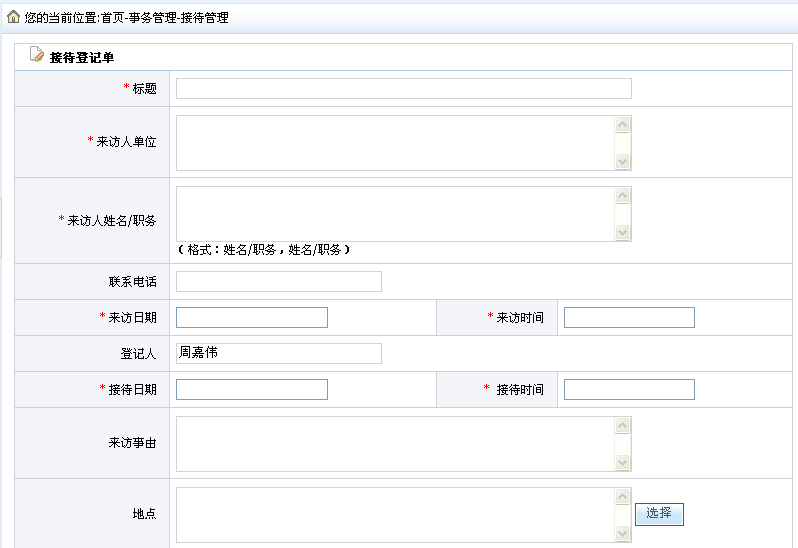 您的当前位置:首页-事务管理-接待管理
接待登记单
* 标题
* 来访人单位
* 来访人姓名/职务
(格式：姓名/职务，姓名/职务)
联系电话
* 来访日期
* 来访时间
登记人
周嘉伟
* 接待日期
* 接待时间
来访事由
地点
选择